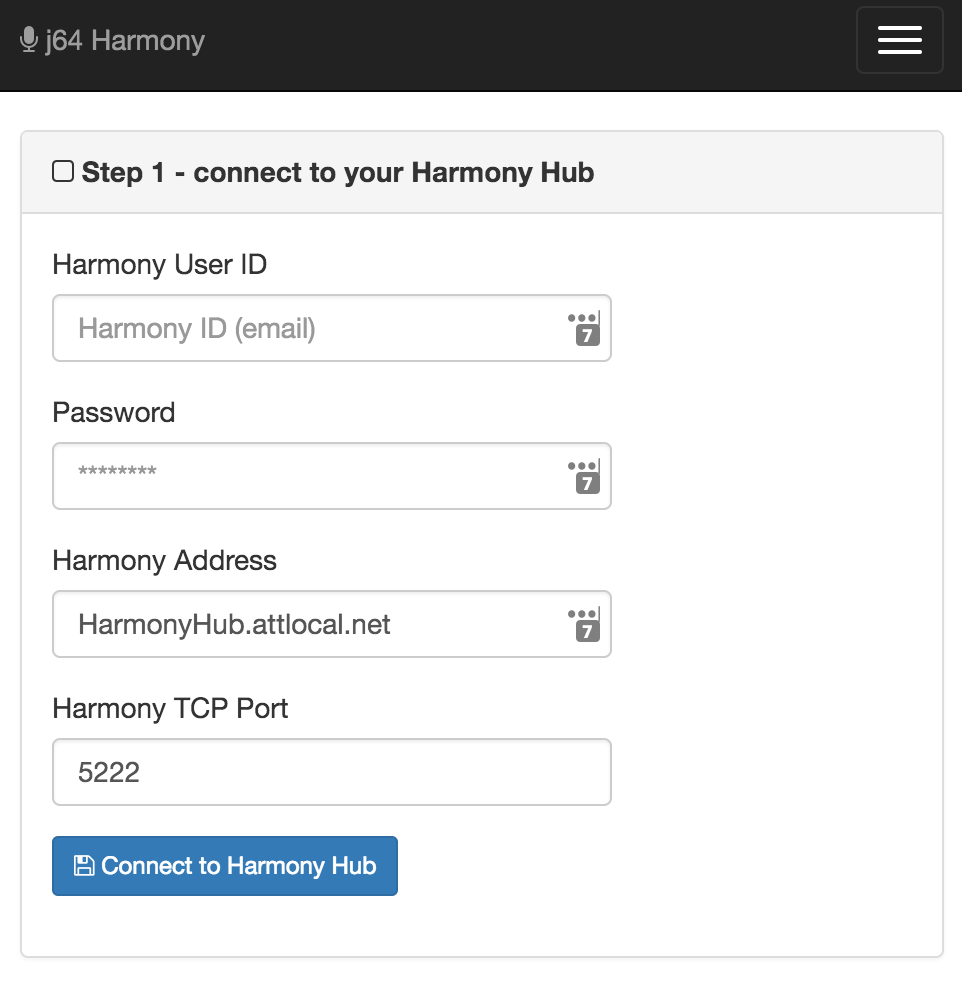 j64 Harmony
Step 1 - connect to your Harmony Hub
Harmony User ID
Harmony ID (email)
7
Password
********
7
Harmony Address
HarmonyHub.attlocal.net
7
Harmony TCP Port
5222
Connect to Harmony Hub